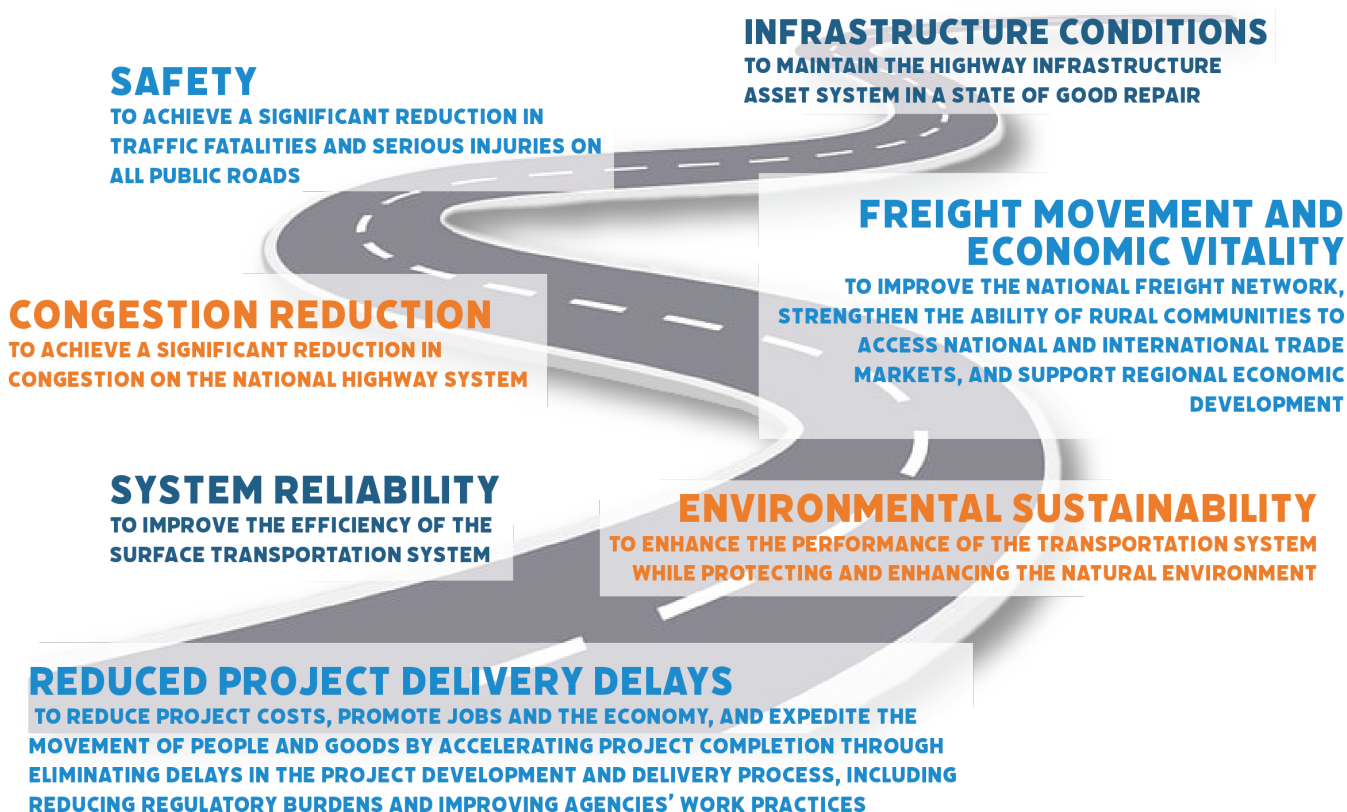 INFRASTRUCTURE CONDITIONS
TO MAINTAIN THE HIGHWAY INFRASTRUCTURE
ASSET SYSTEM IN A STATE OF GOOD REPAIR
SAFETY
TO ACHIEVE A SIGNIFICANT REDUCTION IN
TRAFFIC FATALITIES AND SERIOUS INJURIES ON
ALL PUBLIC ROADS
FREIGHT MOVEMENT AND
ECONOMIC VITALITY
TO IMPROVE THE NATIONAL FREIGHT NETWORK,
STRENGTHEN THE ABILITY OF RURAL COMMUNITIES TO
ACCESS NATIONAL AND INTERNATIONAL TRADE
MARKETS, AND SUPPORT REGIONAL ECONOMIC
DEVELOPMENT
CONGESTION REDUCTION
TO ACHIEVE A SIGNIFICANT REDUCTION IN
CONGESTION ON THE NATIONAL HIGHWAY SYSTEM
SYSTEM RELIABILITY
TO IMPROVE THE EFFICIENCY OF THE
SURFACE TRANSPORTATION SYSTEM
ENVIRONMENTAL SUSTAINABILITY
TO ENHANCE THE PERFORMANCE OF THE TRANSPORTATION SYSTEM
WHILE PROTECTING AND ENHANCING THE NATURAL ENVIRONMENT
REDUCED PROJECT DELIVERY DELAYS
TO REDUCE PROJECT COSTS, PROMOTE JOBS AND THE ECONOMY, AND EXPEDITE THE
MOVEMENT OF PEOPLE AND GOODS BY ACCELERATING PROJECT COMPLETION THROUGH
ELIMINATING DELAYS IN THE PROJECT DEVELOPMENT AND DELIVERY PROCESS, INCLUDING
REDUCING REGULATORY BURDENS AND IMPROVING AGENCIES' WORK PRACTICES